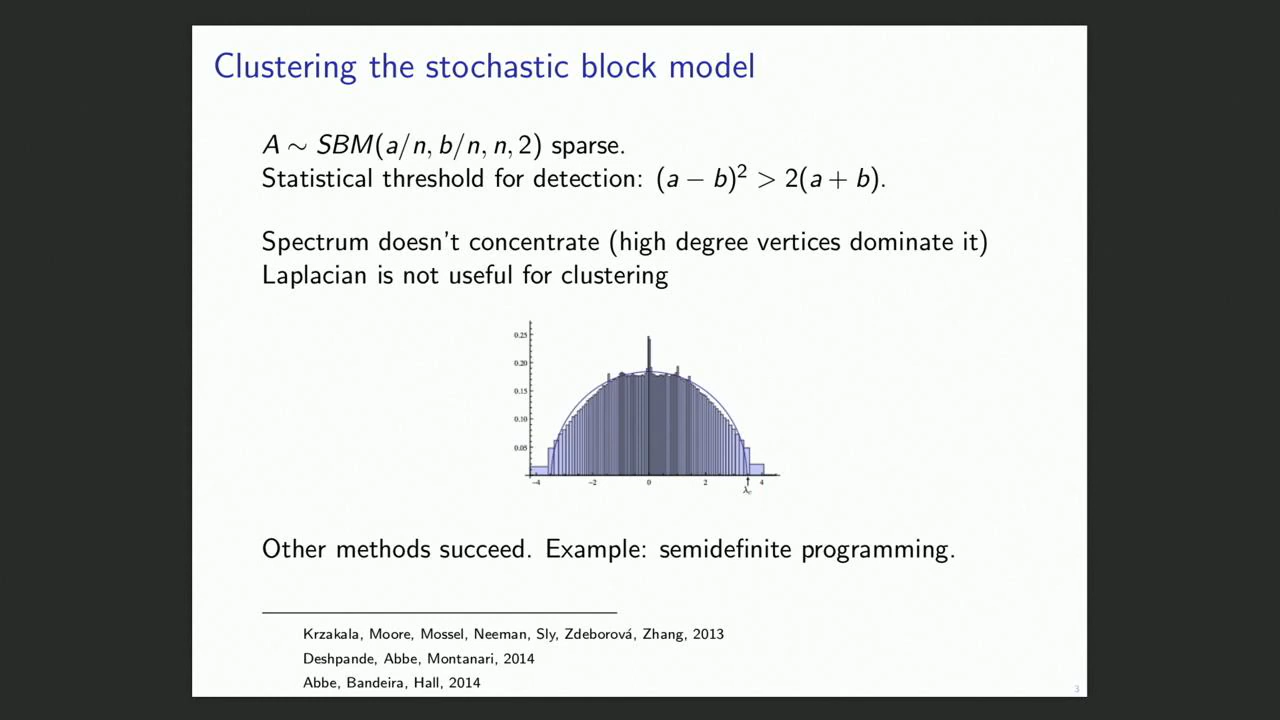 Clustering the stochastic block model
A ∼ SBM(a/n, b/n, n, 2) sparse.
Statistical threshold for detection: (a − b)² > 2(a + b).
Spectrum doesn't concentrate (high degree vertices dominate it)
Laplacian is not useful for clustering
0.25
0.20
0.15
0.10
0.05
−4 −2 0 2 4
λc
Other methods succeed. Example: semidefinite programming.
Krzakala, Moore, Mossel, Neeman, Sly, Zdeborová, Zhang, 2013
Deshpande, Abbe, Montanari, 2014
Abbe, Bandeira, Hall, 2014
3